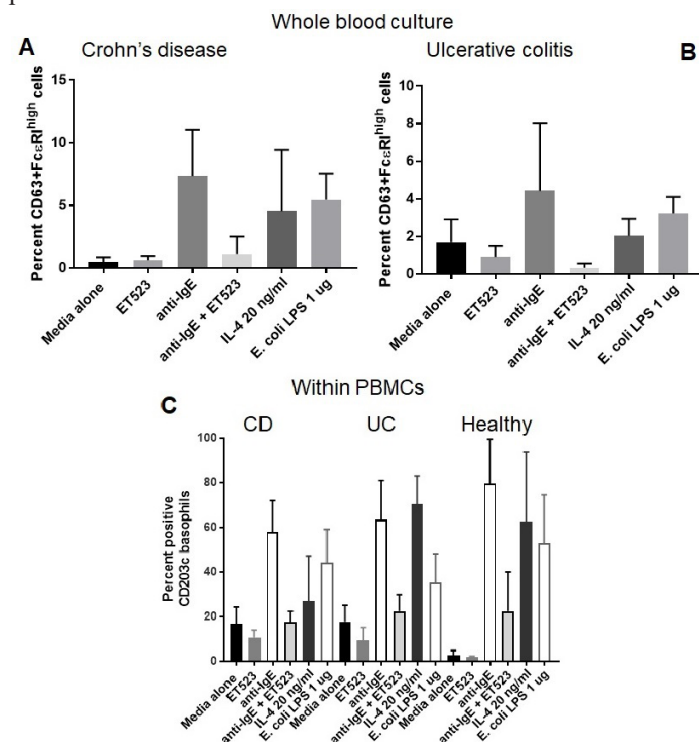 Whole blood culture
A
Crohn's disease
Percent CD63+FcεRIhigh cells
15
10
5
0
Media alone
ET523
anti-IgE
anti-IgE + ET523
IL-4 20 ng/ml
E. coli LPS 1 ug
Ulcerative colitis
B
Percent CD63+FcεRIhigh cells
10
8
6
4
2
0
Media alone
ET523
anti-IgE
anti-IgE + ET523
IL-4 20 ng/ml
E. coli LPS 1 ug
Within PBMCs
C
CD
UC
Healthy
Percent positive
CD203c basophils
100
80
60
40
20
0
Media alone
ET523
anti-IgE
anti-IgE + ET523
IL-4 20 ng/ml
E. coli LPS 1 ug
Media alone
ET523
anti-IgE
anti-IgE + ET523
IL-4 20 ng/ml
E. coli LPS 1 ug
Media alone
ET523
anti-IgE
anti-IgE + ET523
IL-4 20 ng/ml
E. coli LPS 1 ug